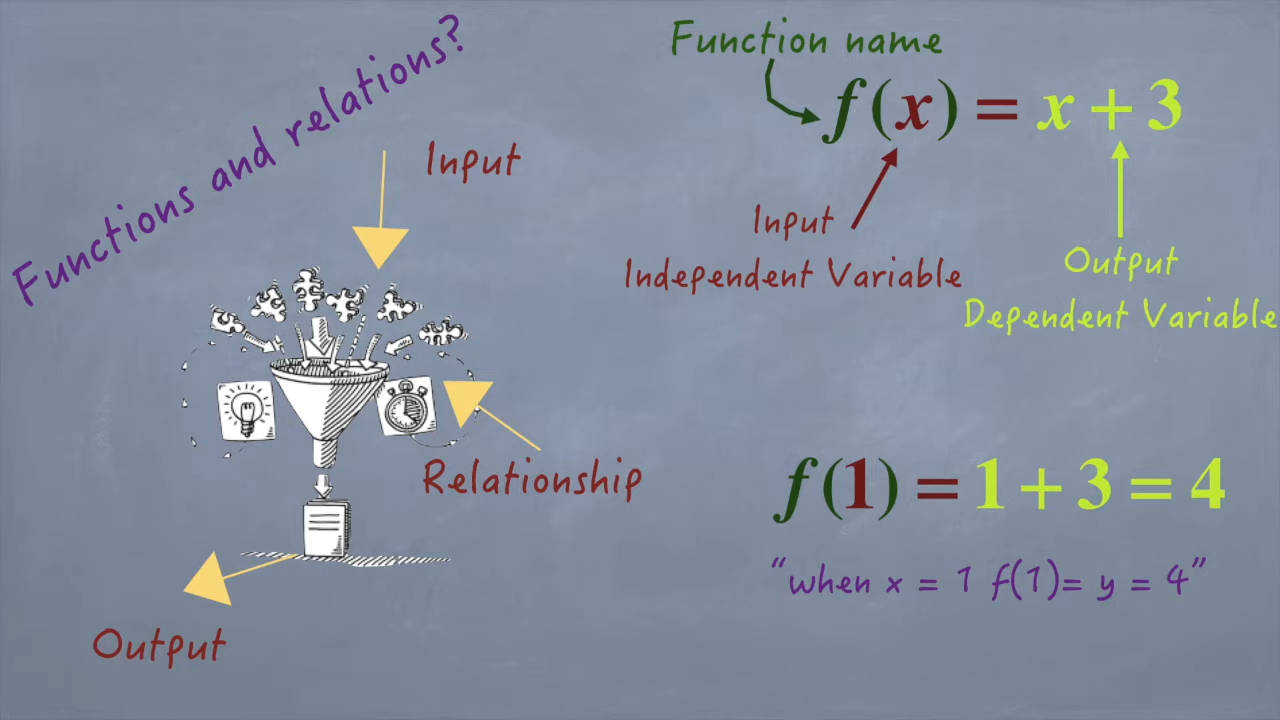 Functions and relations?
Input
Relationship
Output
Function name
f(x) = x + 3
Input
Independent Variable
Output
Dependent Variable
f(1) = 1 + 3 = 4
“when x = 1 f(1)= y = 4”